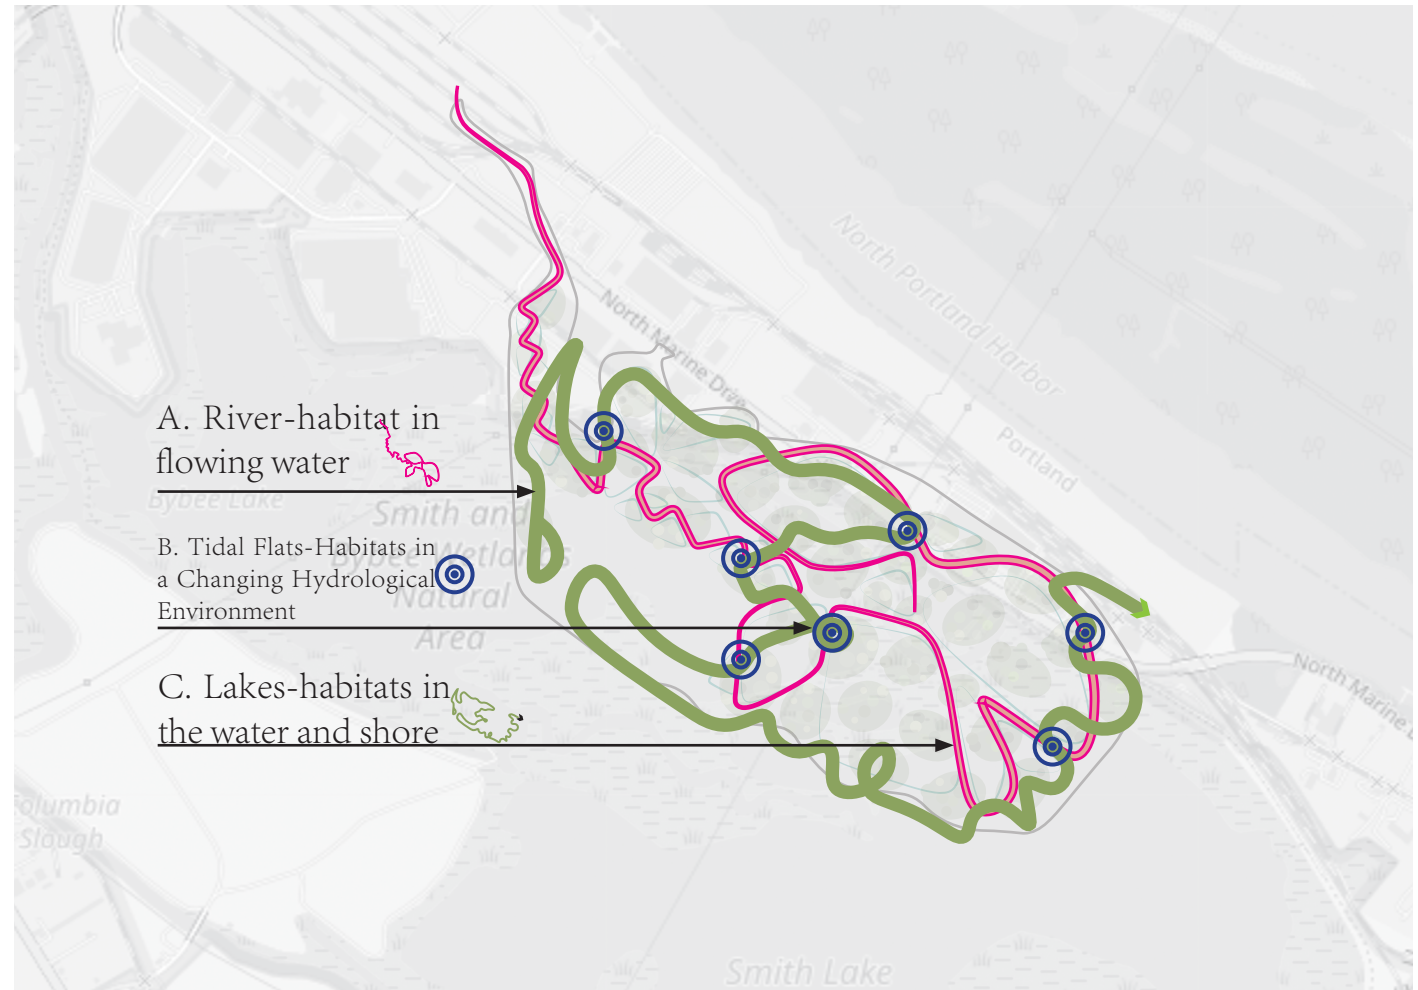 North Portland Harbor
North Marine Drive
Portland
A. River-habitat in
flowing water
Bybee Lake
Smith and
Bybee Wetlands
Natural
Area
B. Tidal Flats-Habitats in
a Changing Hydrological
Environment
C. Lakes-habitats in
the water and shore
North Marine D
Columbia
Slough
Smith Lake